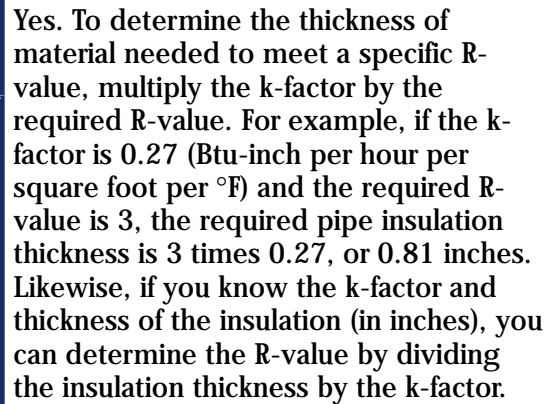 Yes. To determine the thickness of
material needed to meet a specific R-
value, multiply the k-factor by the
required R-value. For example, if the k-
factor is 0.27 (Btu-inch per hour per
square foot per °F) and the required R-
value is 3, the required pipe insulation
thickness is 3 times 0.27, or 0.81 inches.
Likewise, if you know the k-factor and
thickness of the insulation (in inches), you
can determine the R-value by dividing
the insulation thickness by the k-factor.